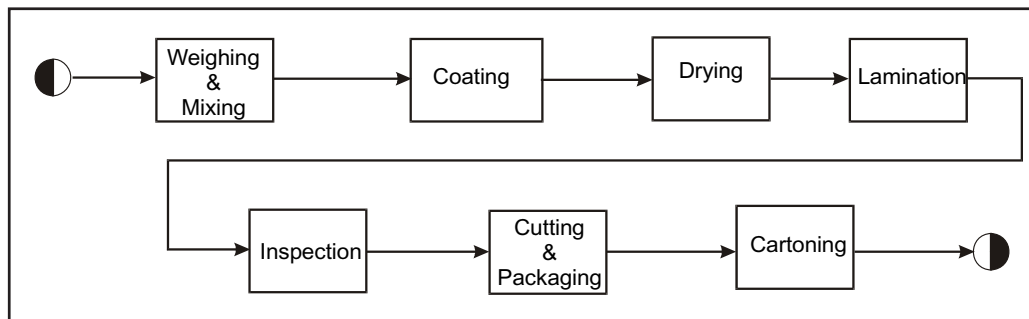 Weighing
&
Mixing
Coating
Drying
Lamination
Inspection
Cutting
&
Packaging
Cartoning